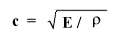 c = √E / ρ